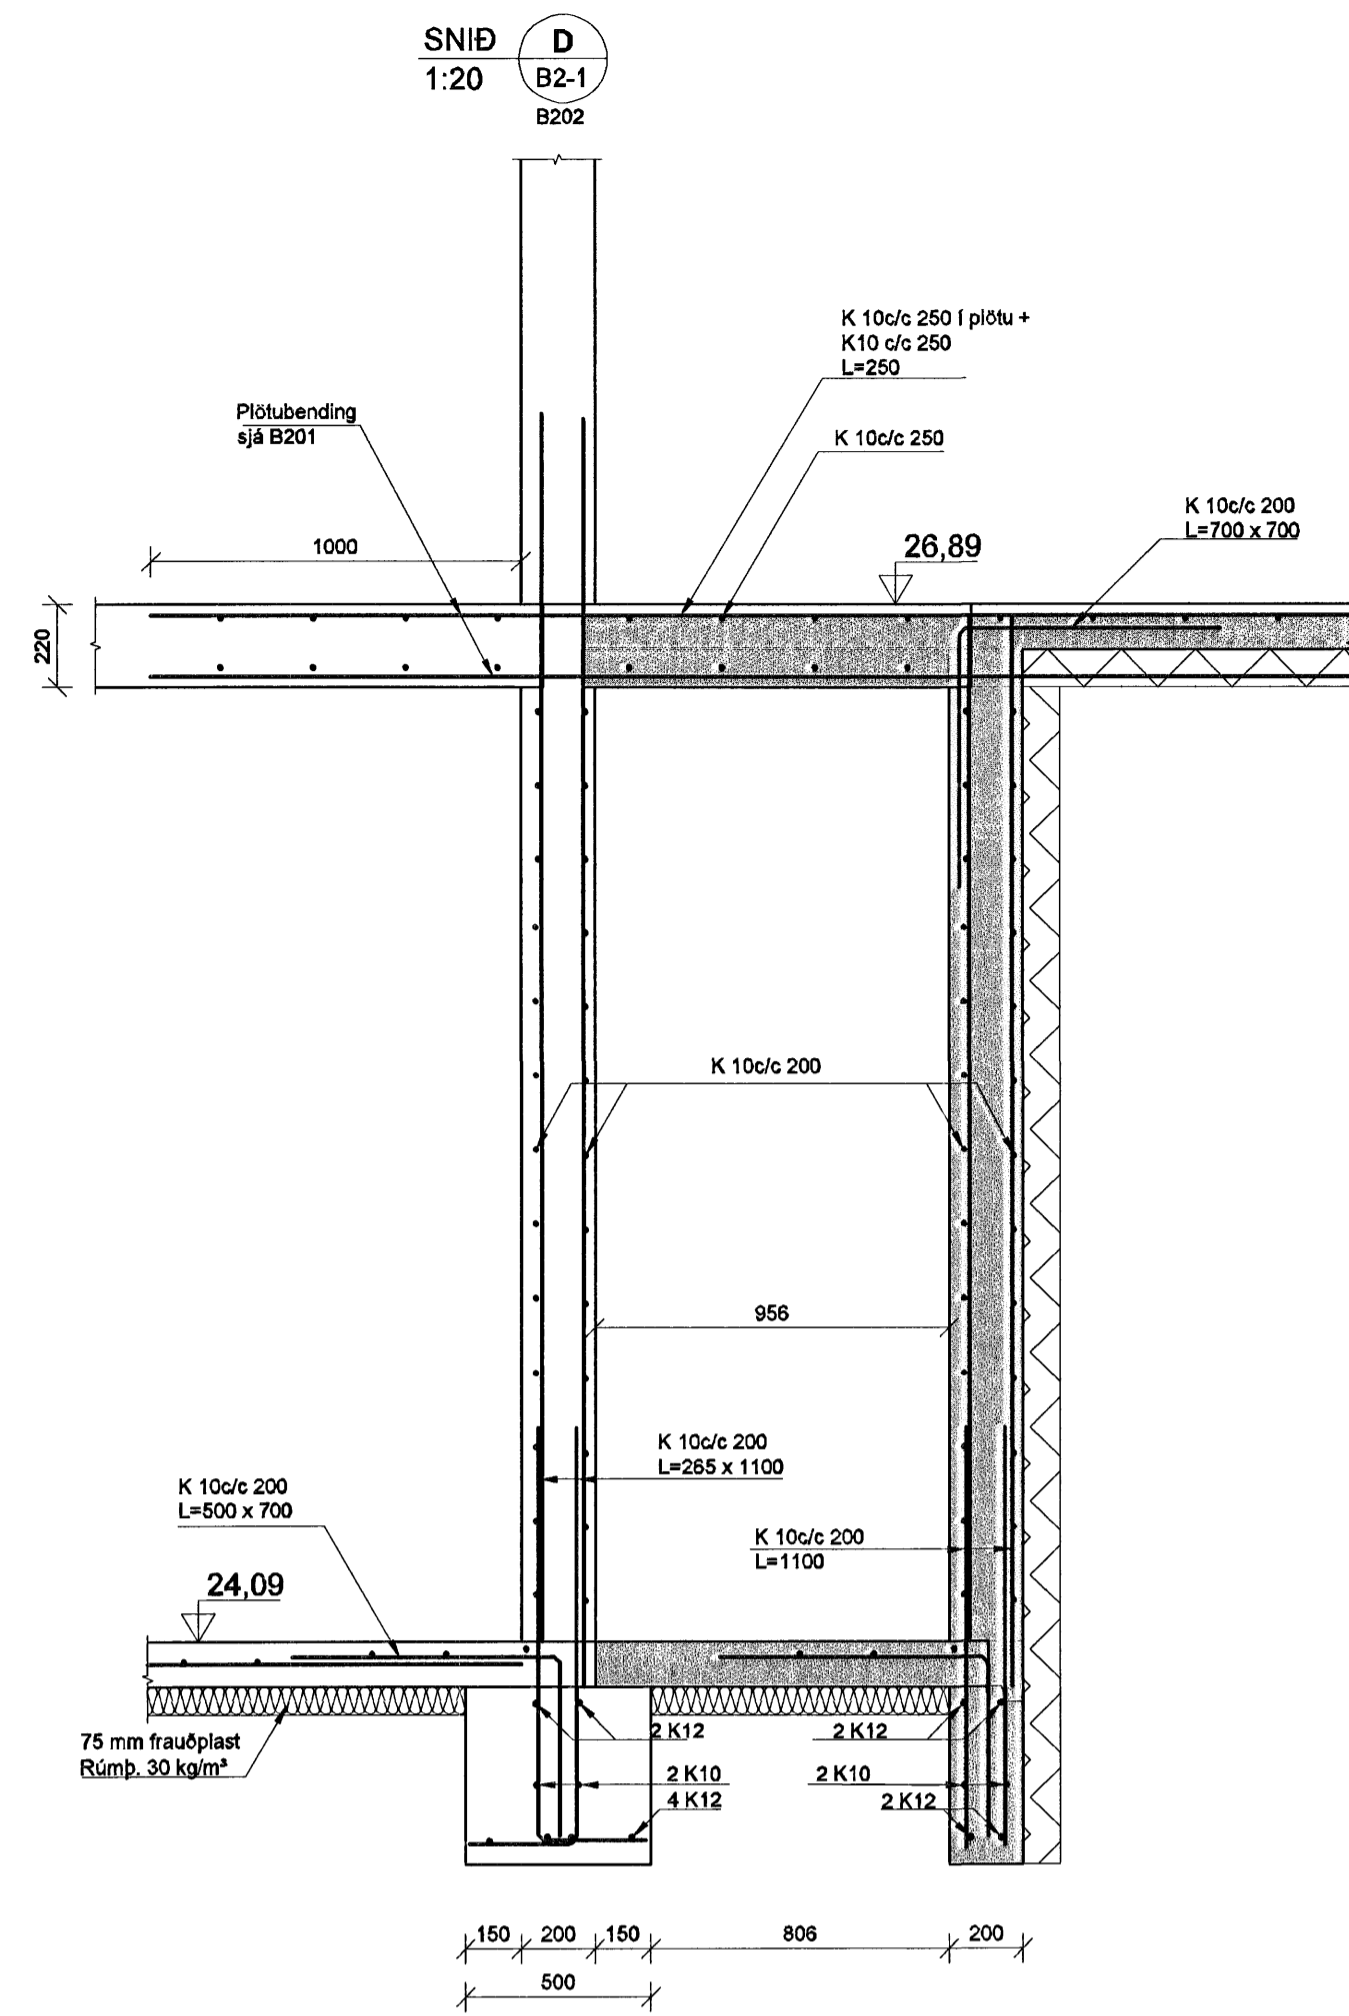 SNIÐ
1:20
D
B2-1
B202
K 10c/c 250 í plötu +
K10 c/c 250
L=250
Plötubending
sjá B201
K 10c/c 250
K 10c/c 200
L=700 x 700
1000
26,89
220
K 10c/c 200
956
K 10c/c 200
L=265 x 1100
K 10c/c 200
L=500 x 700
K 10c/c 200
L=1100
24,09
75 mm frauðplast
Rúmþ. 30 kg/m³
2 K12
2 K12
2 K10
2 K10
4 K12
2 K12
150
200
150
806
200
500